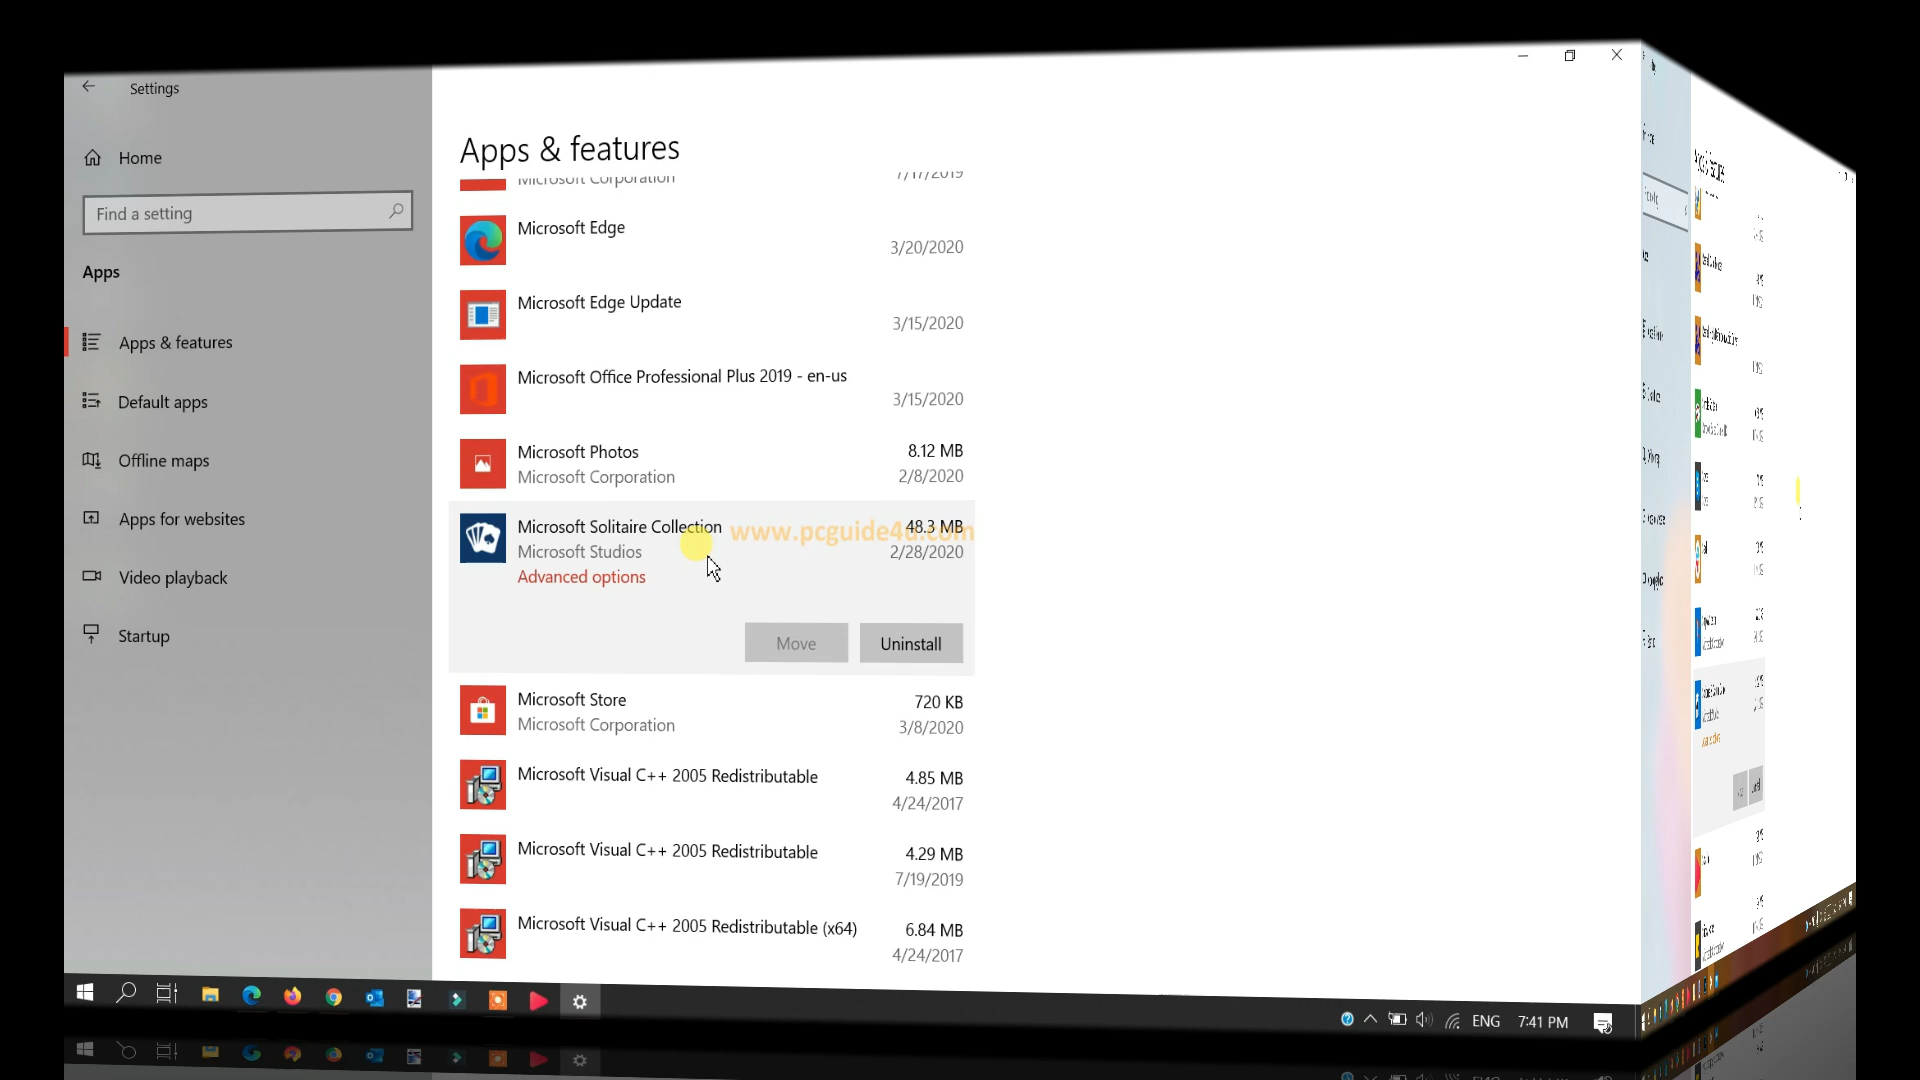 Settings
Home
Find a setting
Apps
Apps & features
Default apps
Offline maps
Apps for websites
Video playback
Startup
Apps & features
Microsoft Corporation 7/17/2019
Microsoft Edge
3/20/2020
Microsoft Edge Update
3/15/2020
Microsoft Office Professional Plus 2019 - en-us
3/15/2020
Microsoft Photos 8.12 MB
Microsoft Corporation 2/8/2020
Microsoft Solitaire Collection 48.3 MB
www.pcguide4u.com
Microsoft Studios 2/28/2020
Advanced options
Move Uninstall
Microsoft Store 720 KB
Microsoft Corporation 3/8/2020
Microsoft Visual C++ 2005 Redistributable 4.85 MB
4/24/2017
Microsoft Visual C++ 2005 Redistributable 4.29 MB
7/19/2019
Microsoft Visual C++ 2005 Redistributable (x64) 6.84 MB
4/24/2017
ENG 7:41 PM